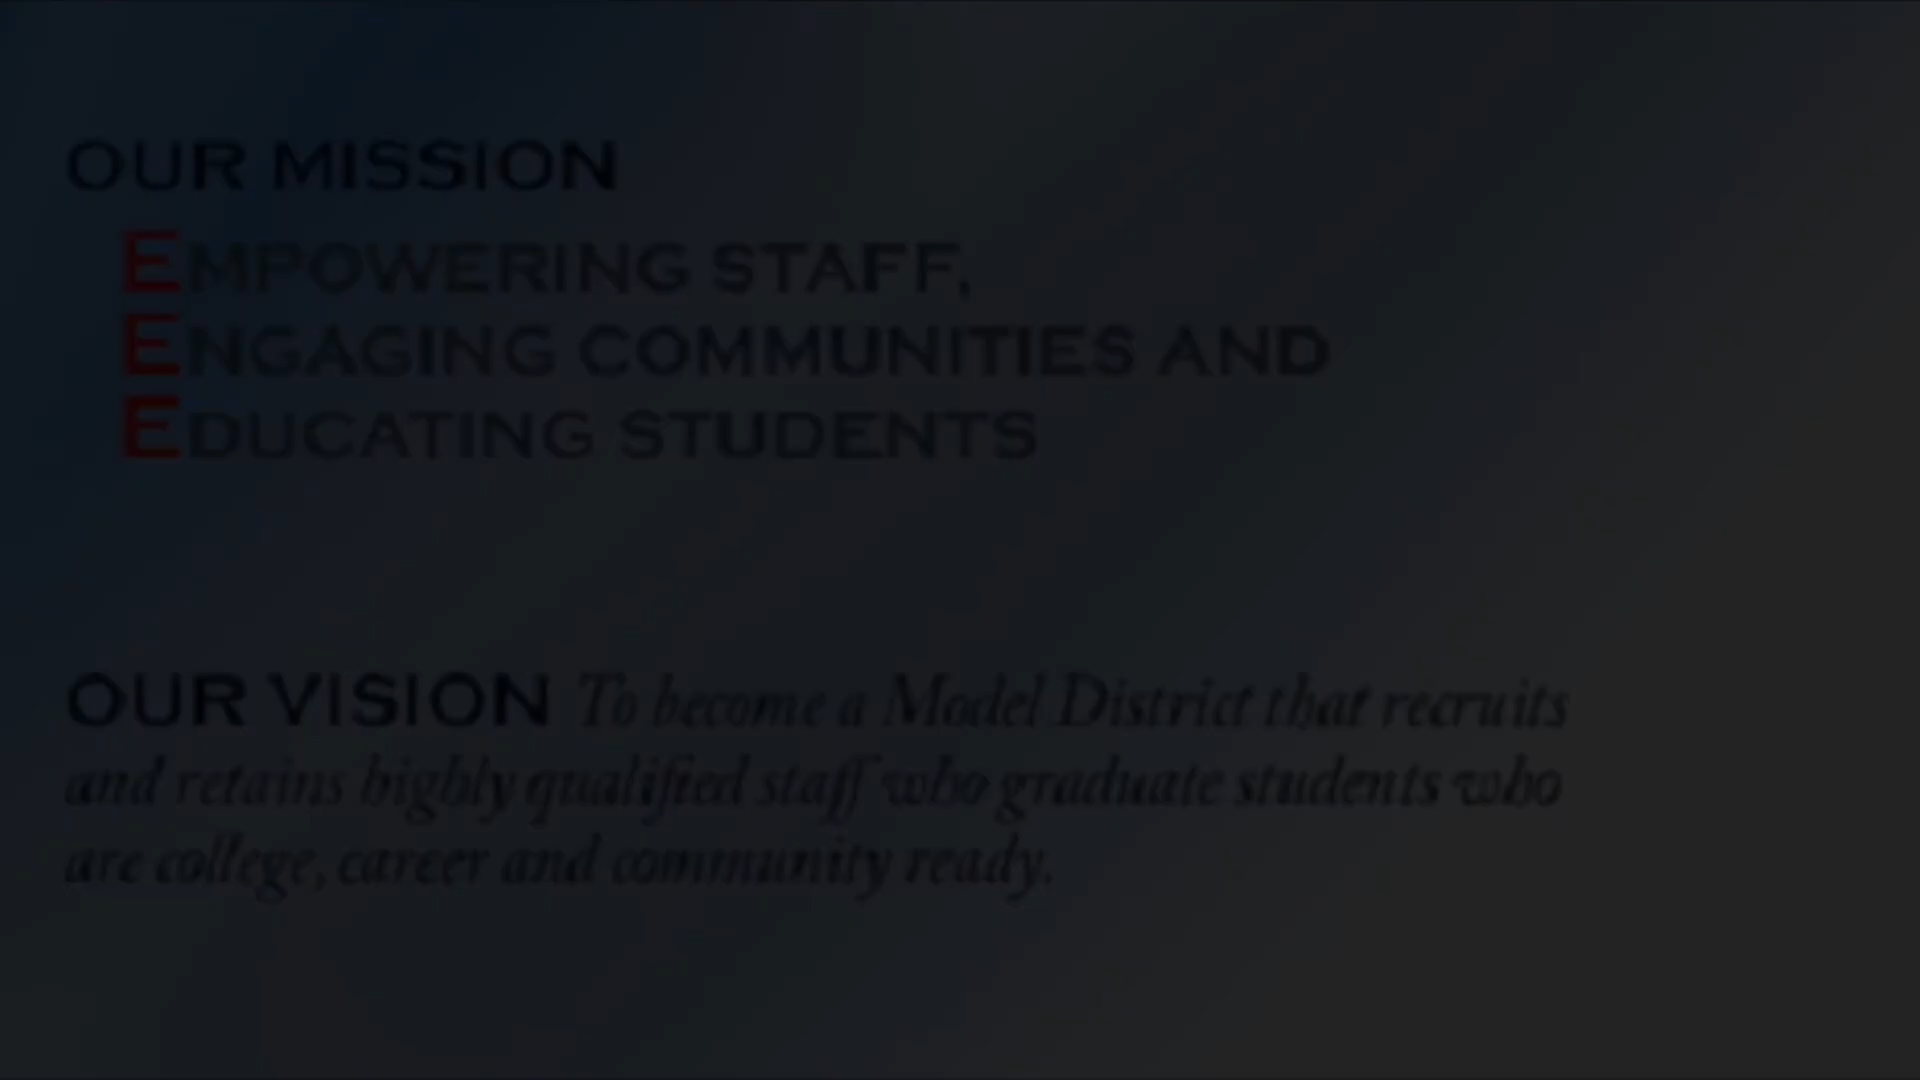 OUR MISSION
EMPOWERING STAFF,
ENGAGING COMMUNITIES AND
EDUCATING STUDENTS
OUR VISION To become a Model District that recruits
and retains highly qualified staff who graduate students who
are college, career and community ready.